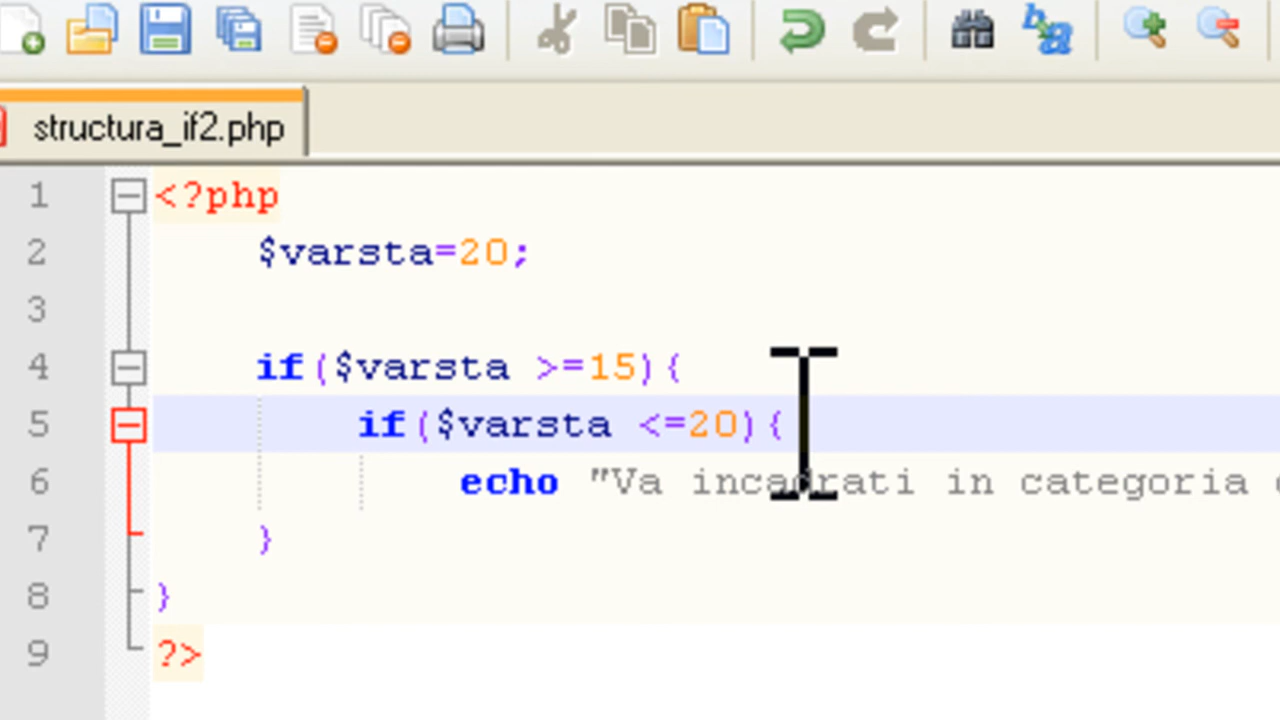 structura_if2.php
1 <?php
2 $varsta=20;
3
4 if($varsta >=15){
5 if($varsta <=20){
6 echo "Va incadrati in categoria
7 }
8 }
9 ?>